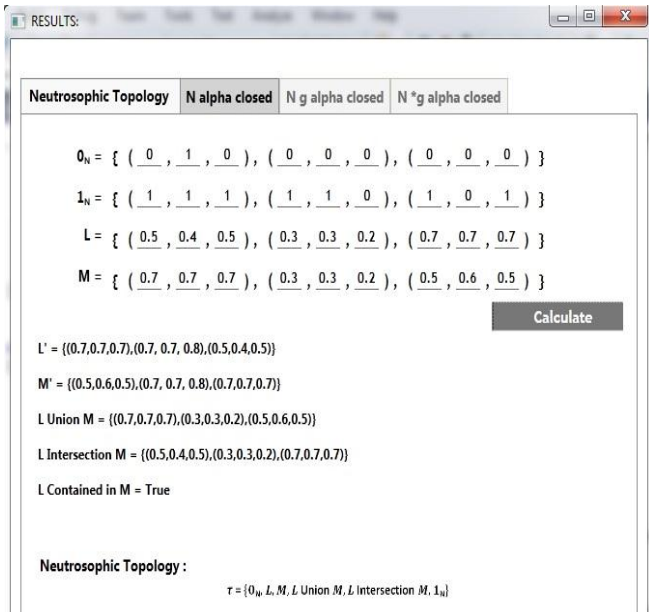 RESULTS:
Neutrosophic Topology N alpha closed N g alpha closed N *g alpha closed
0N = { ( 0 , 1 , 0 ), ( 0 , 0 , 0 ), ( 0 , 0 , 0 ) }
1N = { ( 1 , 1 , 1 ), ( 1 , 1 , 0 ), ( 1 , 0 , 1 ) }
L = { ( 0.5 , 0.4 , 0.5 ), ( 0.3 , 0.3 , 0.2 ), ( 0.7 , 0.7 , 0.7 ) }
M = { ( 0.7 , 0.7 , 0.7 ), ( 0.3 , 0.3 , 0.2 ), ( 0.5 , 0.6 , 0.5 ) }
Calculate
L' = {(0.7,0.7,0.7),(0.7, 0.7, 0.8),(0.5,0.4,0.5)}
M' = {(0.5,0.6,0.5),(0.7, 0.7, 0.8),(0.7,0.7,0.7)}
L Union M = {(0.7,0.7,0.7),(0.3,0.3,0.2),(0.5,0.6,0.5)}
L Intersection M = {(0.5,0.4,0.5),(0.3,0.3,0.2),(0.7,0.7,0.7)}
L Contained in M = True
Neutrosophic Topology :
τ = {0N, L, M, L Union M, L Intersection M, 1N}